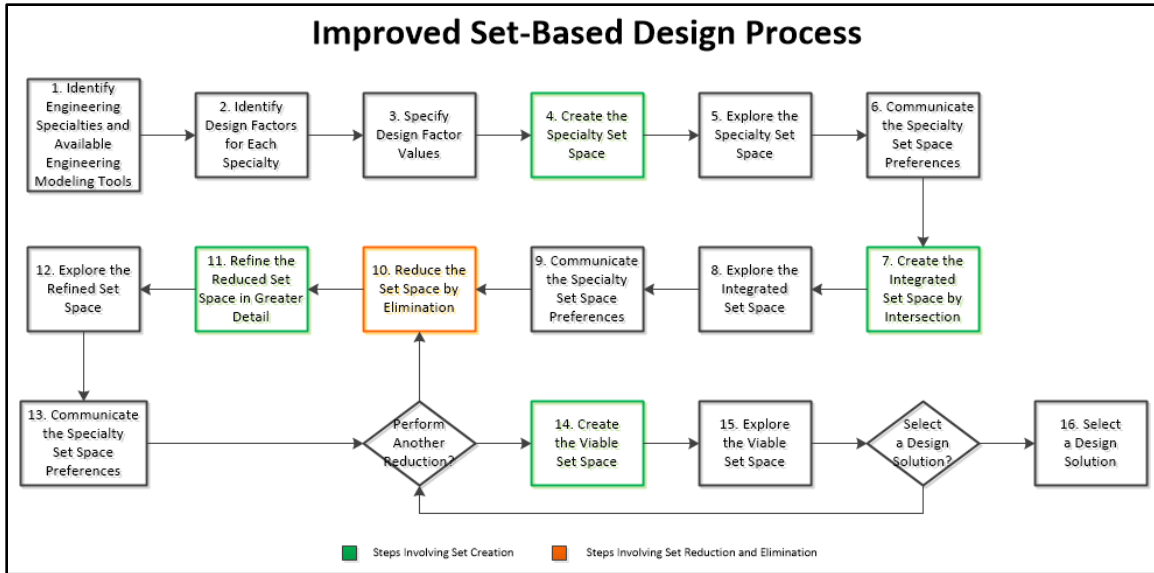 Improved Set-Based Design Process
1. Identify
Engineering
Specialties and
Available
Engineering
Modeling Tools
2. Identify
Design Factors
for Each
Specialty
3. Specify
Design Factor
Values
4. Create the
Specialty Set
Space
5. Explore the
Specialty Set
Space
6. Communicate
the Specialty
Set Space
Preferences
12. Explore the
Refined Set
Space
11. Refine the
Reduced Set
Space in Greater
Detail
10. Reduce the
Set Space by
Elimination
9. Communicate
the Specialty
Set Space
Preferences
8. Explore the
Integrated Set
Space
7. Create the
Integrated
Set Space by
Intersection
13. Communicate
the Specialty
Set Space
Preferences
Perform
Another
Reduction?
14. Create
the Viable
Set Space
15. Explore
the Viable
Set Space
Select
a Design
Solution?
16. Select
a Design
Solution
Steps Involving Set Creation
Steps Involving Set Reduction and Elimination